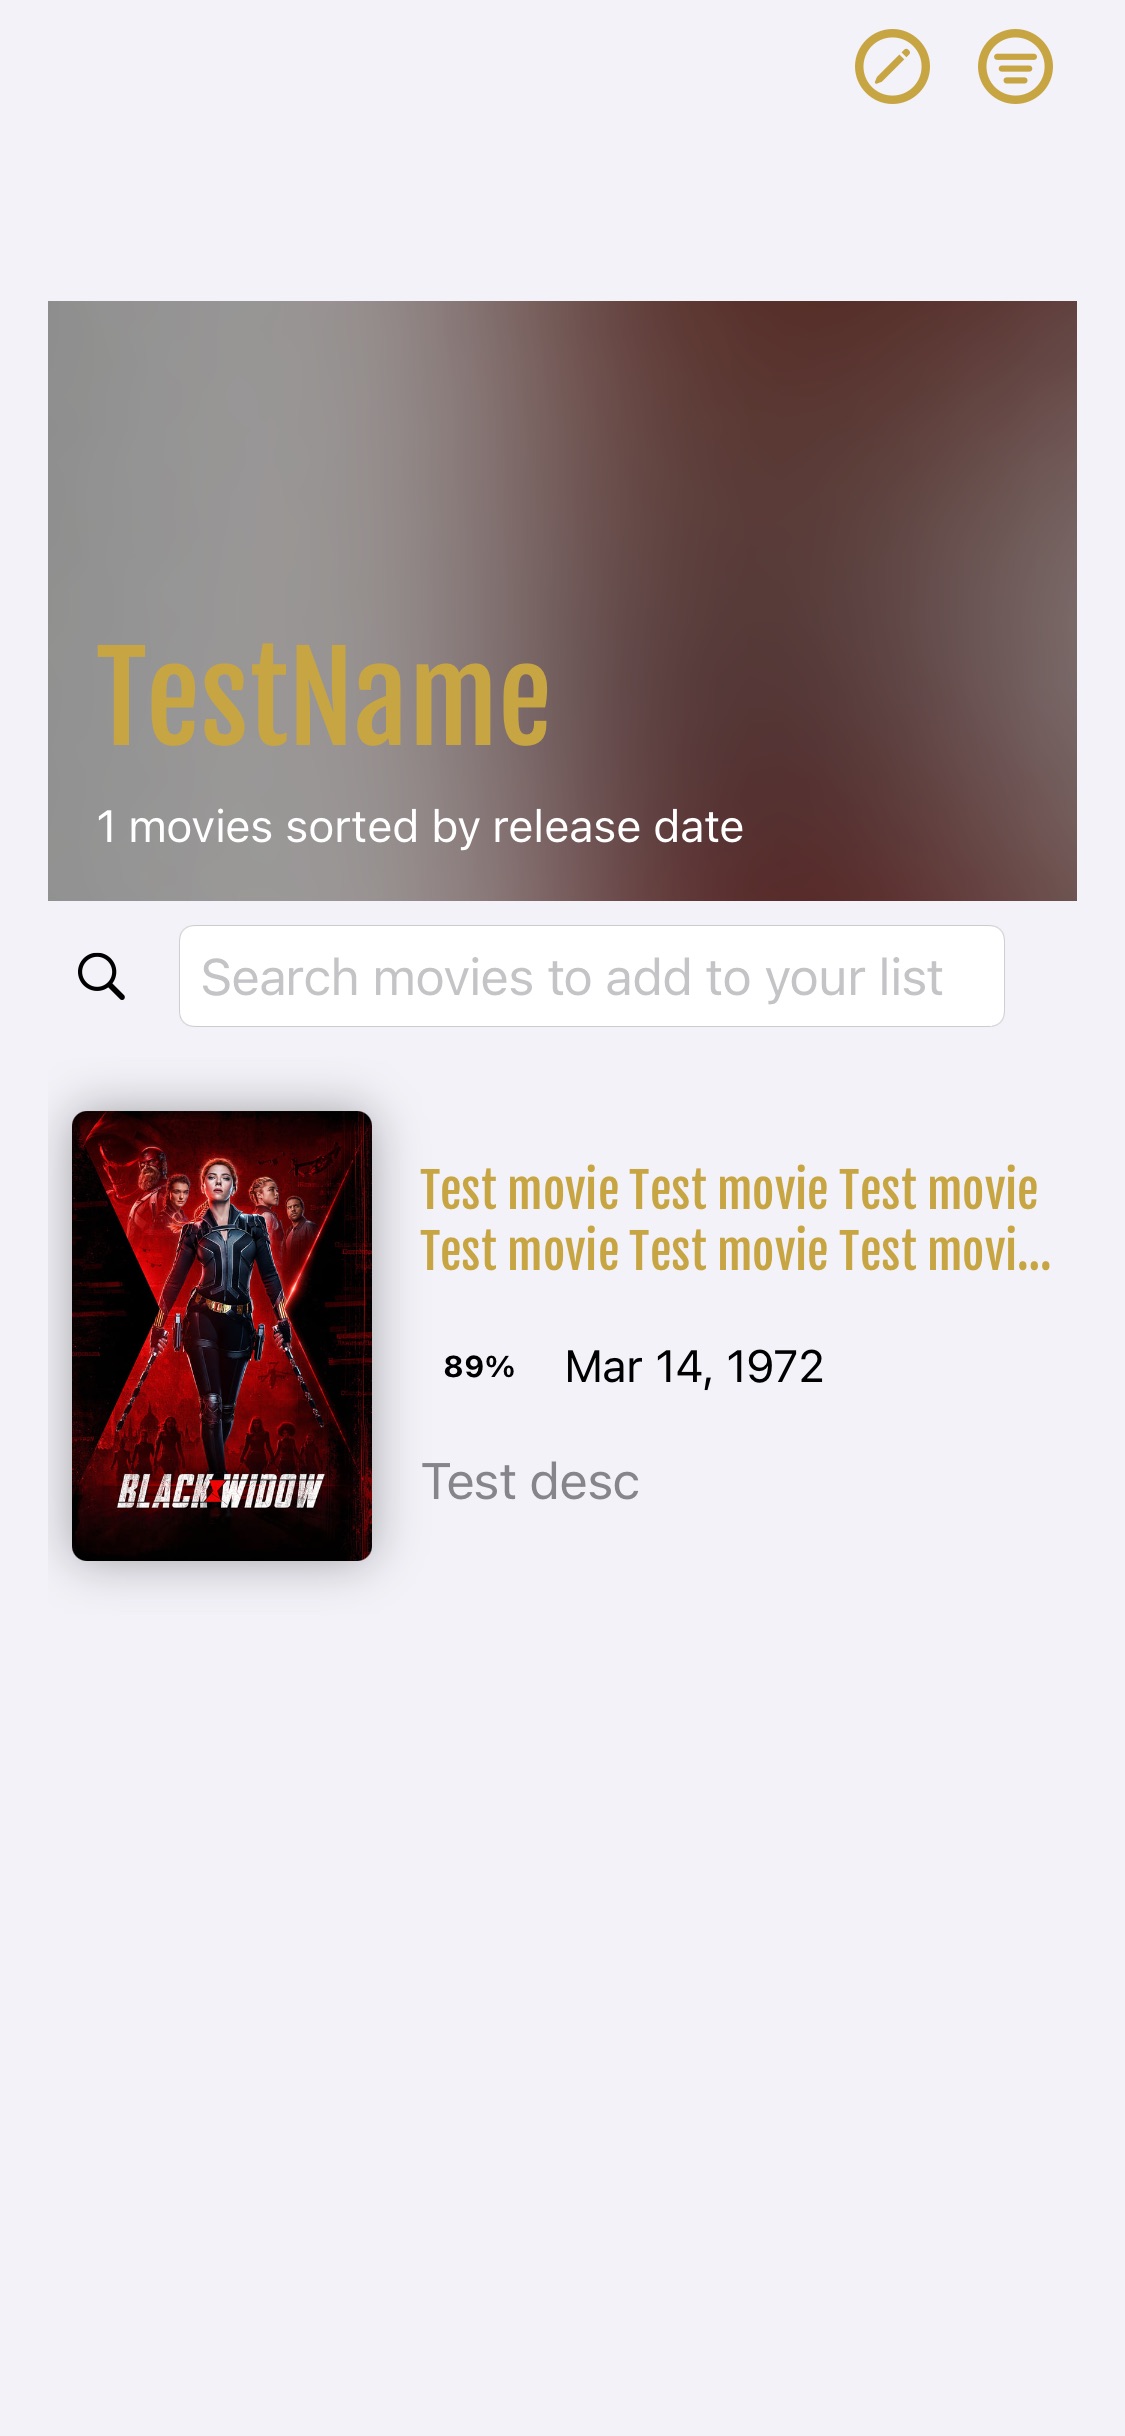 TestName
1 movies sorted by release date
Search movies to add to your list
Test movie Test movie Test movie
Test movie Test movie Test movi...
89% Mar 14, 1972
Test desc
BLACK WIDOW